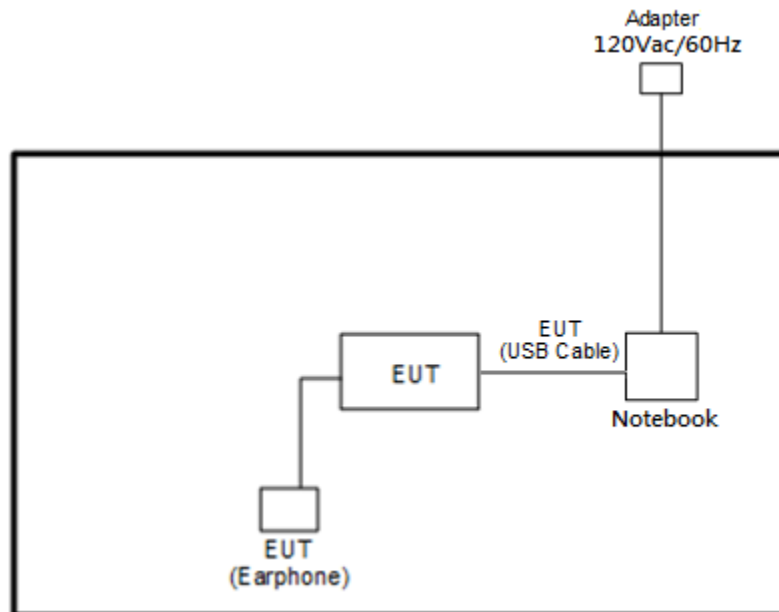 Adapter
120Vac/60Hz
EUT
(USB Cable)
EUT
Notebook
EUT
(Earphone)